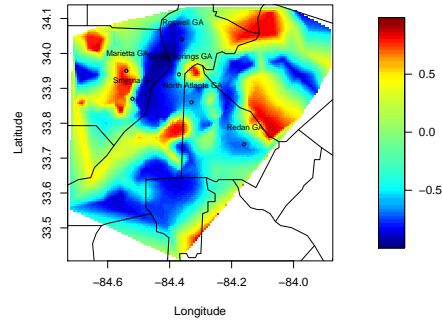 34.1
34.0
33.9
33.8
33.7
33.6
33.5
Latitude
Roswell GA
Marietta GA
Springs GA
Smyrna GA
North Atlanta GA
Redan GA
−84.6
−84.4
−84.2
−84.0
Longitude
0.5
0.0
−0.5